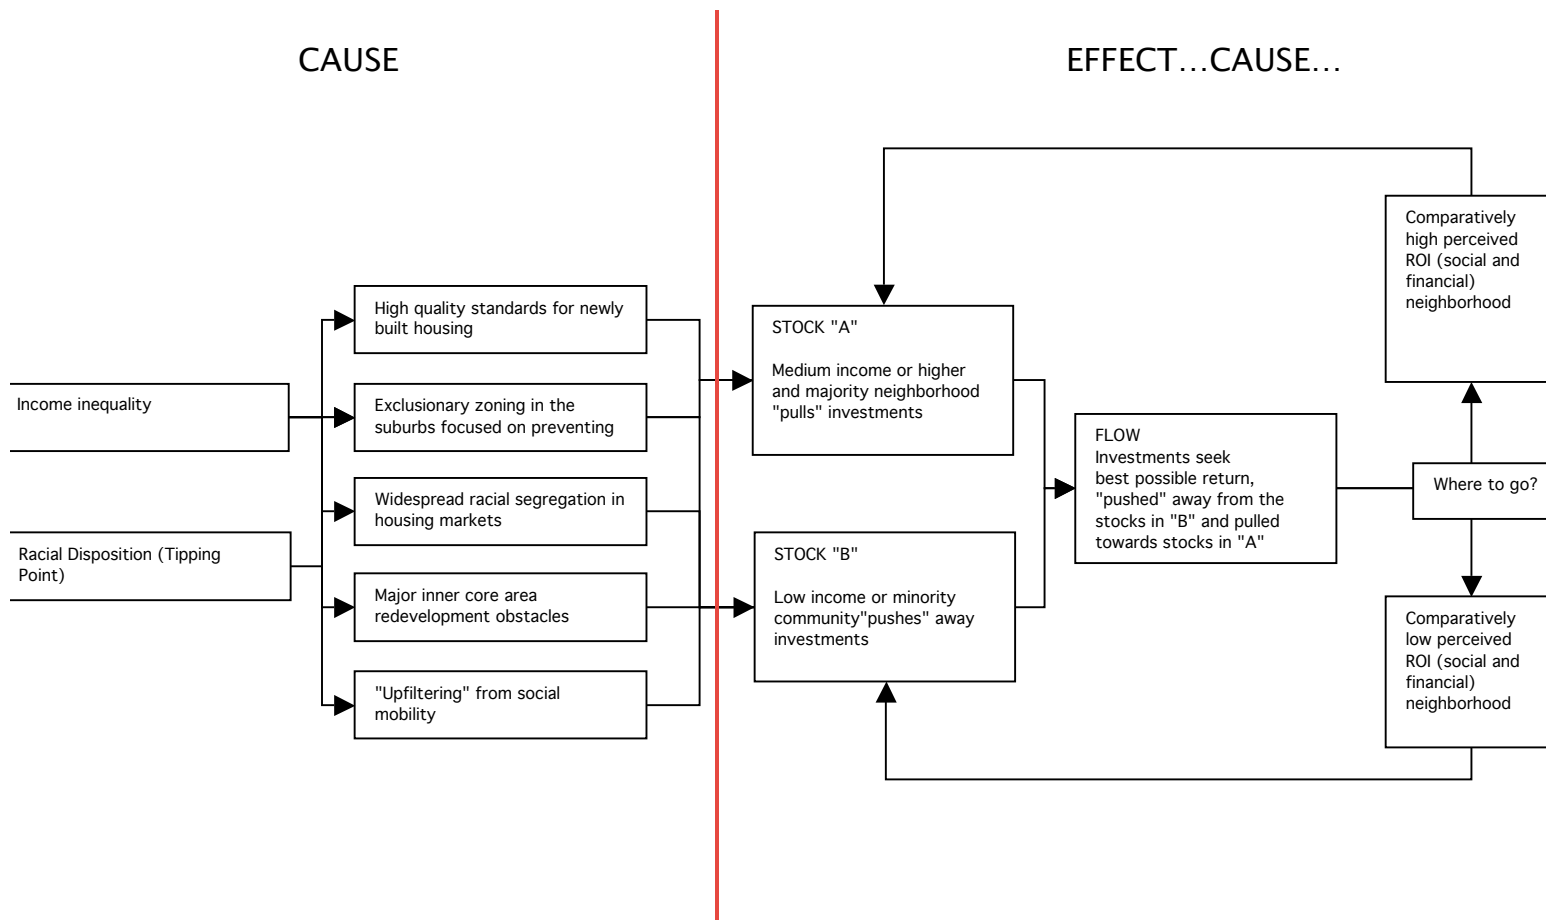 CAUSE
EFFECT...CAUSE...
Income inequality
Racial Disposition (Tipping
Point)
High quality standards for newly
built housing
Exclusionary zoning in the
suburbs focused on preventing
Widespread racial segregation in
housing markets
Major inner core area
redevelopment obstacles
"Upfiltering" from social
mobility
STOCK "A"
Medium income or higher
and majority neighborhood
"pulls" investments
STOCK "B"
Low income or minority
community"pushes" away
investments
FLOW
Investments seek
best possible return,
"pushed" away from the
stocks in "B" and pulled
towards stocks in "A"
Where to go?
Comparatively
high perceived
ROI (social and
financial)
neighborhood
Comparatively
low perceived
ROI (social and
financial)
neighborhood